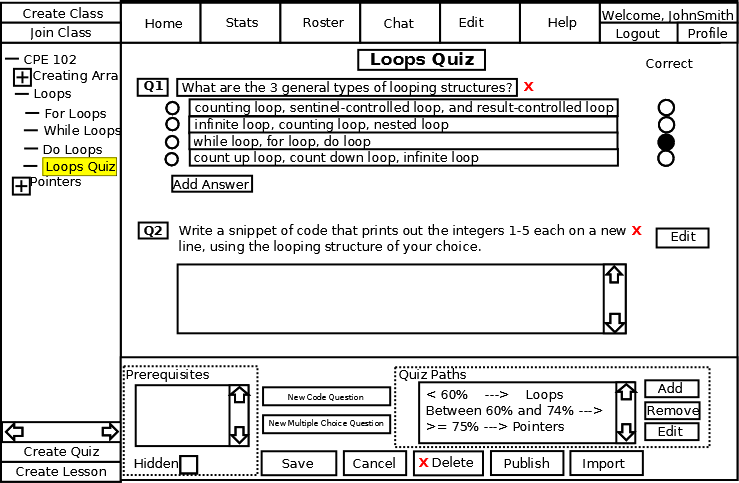 Create Class
Join Class
Home
Stats
Roster
Chat
Edit
Help
Welcome, JohnSmith
Logout
Profile
CPE 102
Creating Arra
Loops
For Loops
While Loops
Do Loops
Loops Quiz
Pointers
Create Quiz
Create Lesson
Loops Quiz
Correct
Q1
What are the 3 general types of looping structures?
X
counting loop, sentinel-controlled loop, and result-controlled loop
infinite loop, counting loop, nested loop
while loop, for loop, do loop
count up loop, count down loop, infinite loop
Add Answer
Q2
Write a snippet of code that prints out the integers 1-5 each on a new
line, using the looping structure of your choice.
X
Edit
Prerequisites
Hidden
New Code Question
New Multiple Choice Question
Quiz Paths
< 60% ---> Loops
Between 60% and 74% --->
>= 75% ---> Pointers
Add
Remove
Edit
Save
Cancel
X Delete
Publish
Import